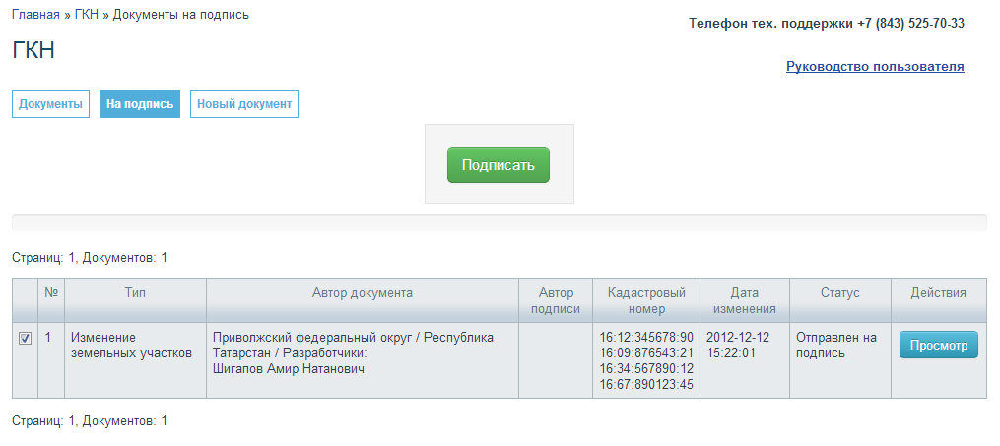 Главная » ГКН » Документы на подпись
Телефон тех. поддержки +7 (843) 525-70-33
ГКН
Руководство пользователя
Документы На подпись Новый документ
Подписать
Страниц: 1, Документов: 1
№ Тип Автор документа Автор подписи Кадастровый номер Дата изменения Статус Действия
1 Изменение земельных участков
Приволжский федеральный округ / Республика
Татарстан / Разработчики:
Шигапов Амир Натанович
16:12:345678:90
16:09:876543:21
16:34:567890:12
16:67:890123:45
2012-12-12
15:22:01
Отправлен на
подпись
Просмотр
Страниц: 1, Документов: 1